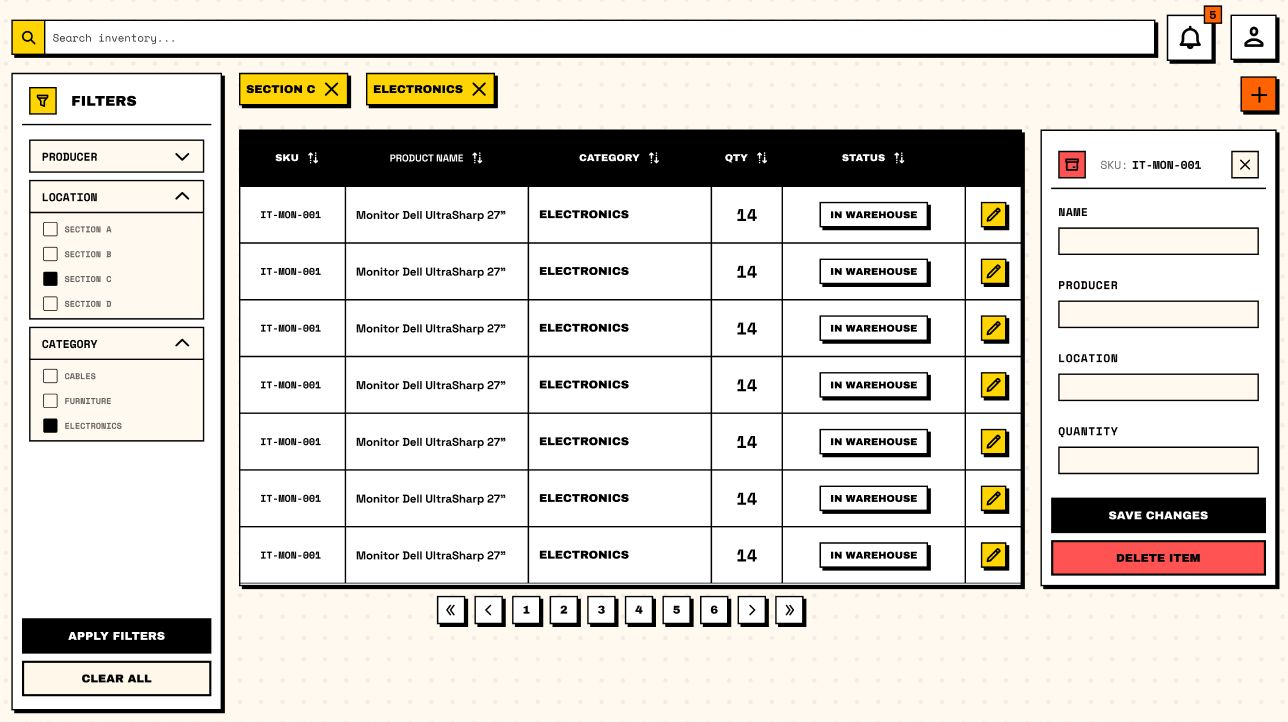 Search inventory...
5
FILTERS
PRODUCER
LOCATION
SECTION A
SECTION B
SECTION C
SECTION D
CATEGORY
CABLES
FURNITURE
ELECTRONICS
APPLY FILTERS
CLEAR ALL
SECTION C ELECTRONICS
SKU PRODUCT NAME CATEGORY QTY STATUS
IT-MON-001 Monitor Dell UltraSharp 27” ELECTRONICS 14 IN WAREHOUSE
IT-MON-001 Monitor Dell UltraSharp 27” ELECTRONICS 14 IN WAREHOUSE
IT-MON-001 Monitor Dell UltraSharp 27” ELECTRONICS 14 IN WAREHOUSE
IT-MON-001 Monitor Dell UltraSharp 27” ELECTRONICS 14 IN WAREHOUSE
IT-MON-001 Monitor Dell UltraSharp 27” ELECTRONICS 14 IN WAREHOUSE
IT-MON-001 Monitor Dell UltraSharp 27” ELECTRONICS 14 IN WAREHOUSE
IT-MON-001 Monitor Dell UltraSharp 27” ELECTRONICS 14 IN WAREHOUSE
1 2 3 4 5 6
SKU: IT-MON-001
NAME
PRODUCER
LOCATION
QUANTITY
SAVE CHANGES
DELETE ITEM